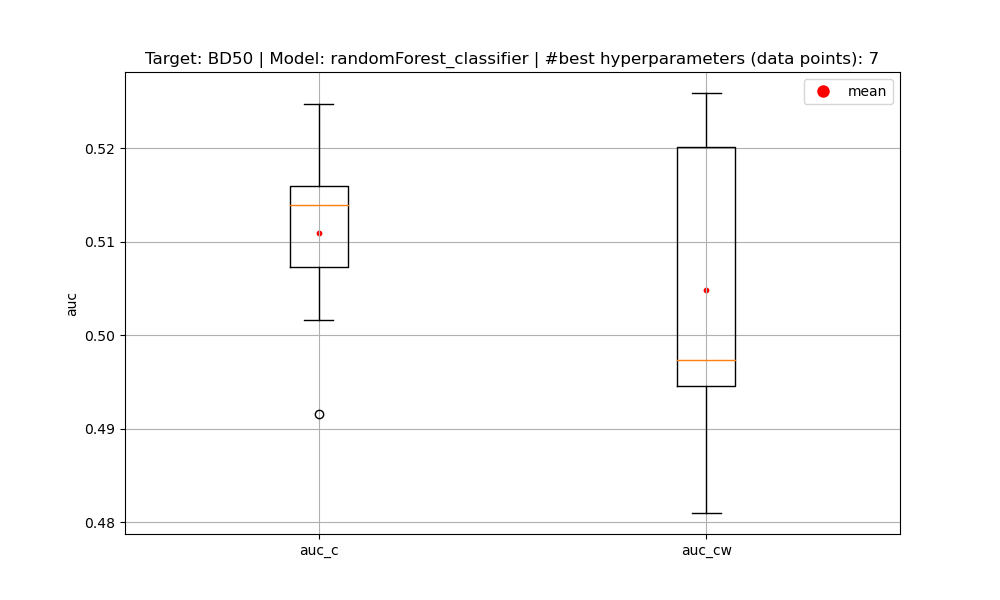 Target: BD50 | Model: randomForest_classifier | #best hyperparameters (data points): 7
mean
0.52
0.51
0.50
0.49
0.48
auc
auc_c
auc_cw